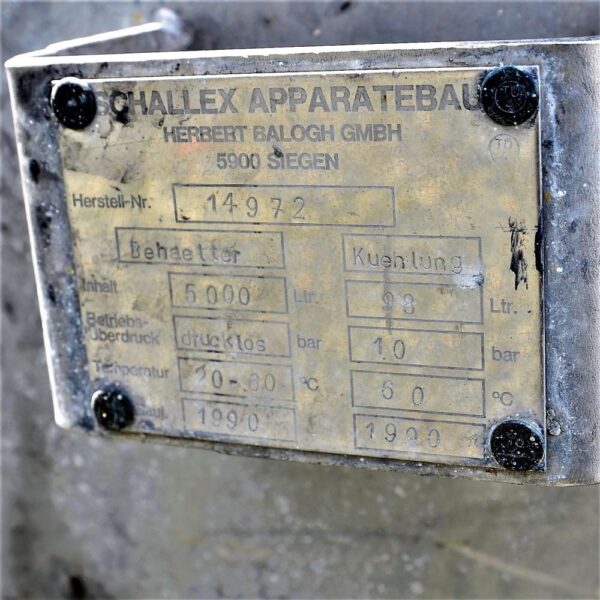 SCHALLEX APPARATEBAU
HERBERT BALOGH GMBH
5900 SIEGEN
Herstell-Nr. 14972
Behaelter Kuehlung
Inhalt 5000 Ltr. 98 Ltr.
Betriebs-
überdruck drucklos bar 10 bar
Temperatur 20-60 °C 60 °C
1990 1990